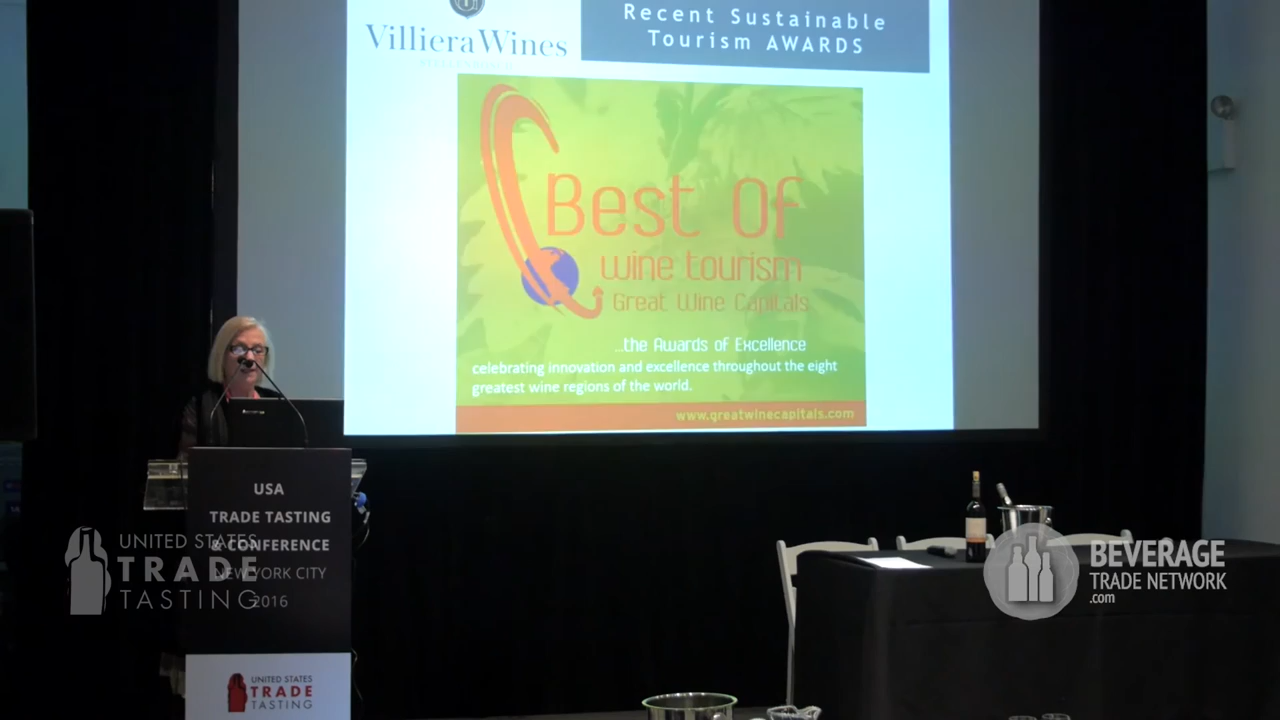 Villiera Wines
Recent Sustainable
Tourism AWARDS
Best Of
wine tourism
Great Wine Capitals
...the Awards of Excellence
celebrating innovation and excellence throughout the eight
greatest wine regions of the world.
www.greatwinecapitals.com
USA
TRADE TASTING
& CONFERENCE
NEW YORK CITY
2016
UNITED STATES
TRADE
TASTING
UNITED STATES
TRADE
TASTING
BEVERAGE
TRADE NETWORK
.com